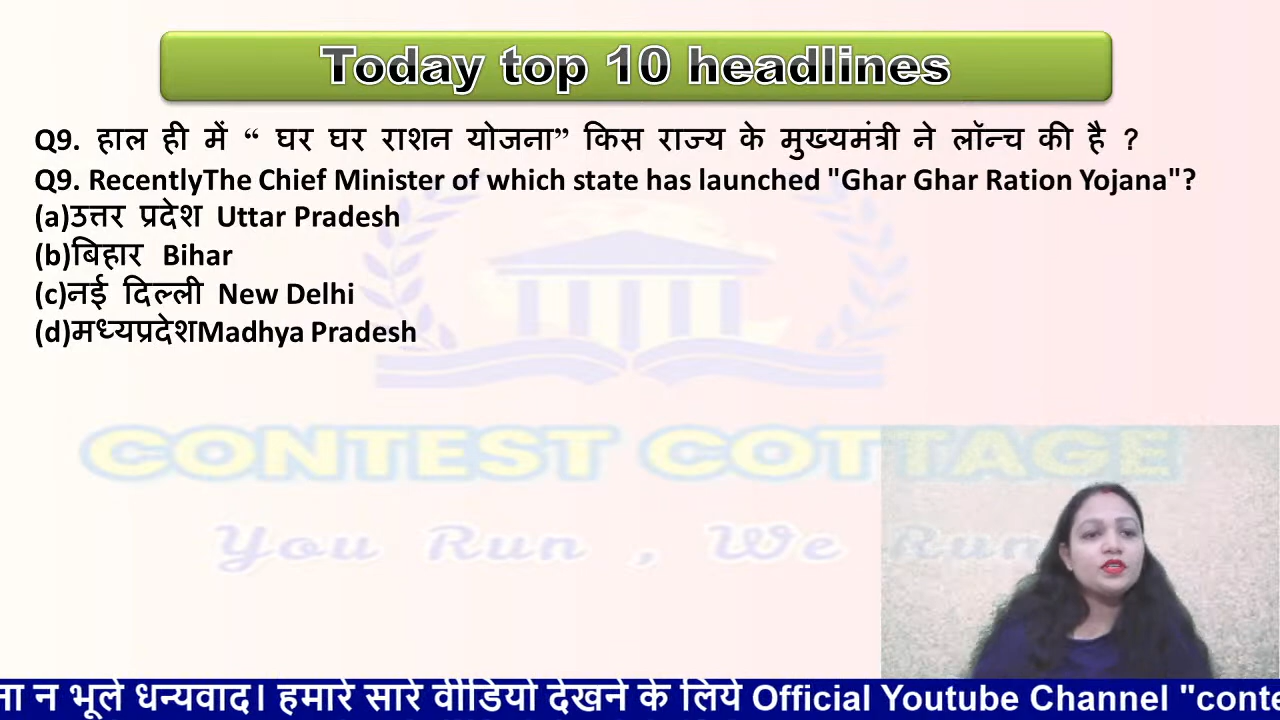 Today top 10 headlines
Q9. हाल ही में “ घर घर राशन योजना” किस राज्य के मुख्यमंत्री ने लॉन्च की है ?
Q9. RecentlyThe Chief Minister of which state has launched "Ghar Ghar Ration Yojana"?
(a)उत्तर प्रदेश Uttar Pradesh
(b)बिहार Bihar
(c)नई दिल्ली New Delhi
(d)मध्यप्रदेशMadhya Pradesh
CONTEST COTTAGE
You Run , We Run
ना न भूले धन्यवाद। हमारे सारे वीडियो देखने के लिये Official Youtube Channel "conte